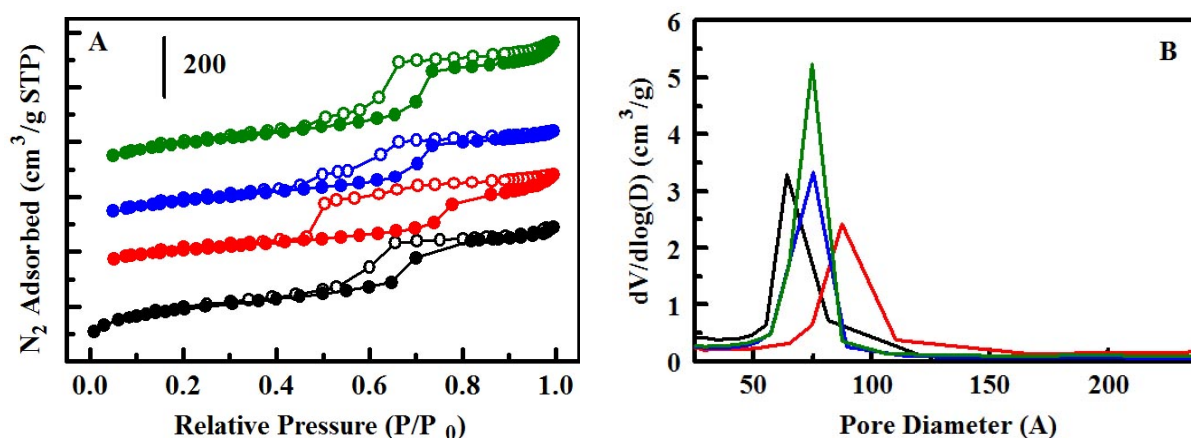 A
200
N2 Adsorbed (cm3/g STP)
0.0 0.2 0.4 0.6 0.8 1.0
Relative Pressure (P/P0)
B
dV/dlog(D) (cm3/g)
6
5
4
3
2
1
0
50 100 150 200
Pore Diameter (A)